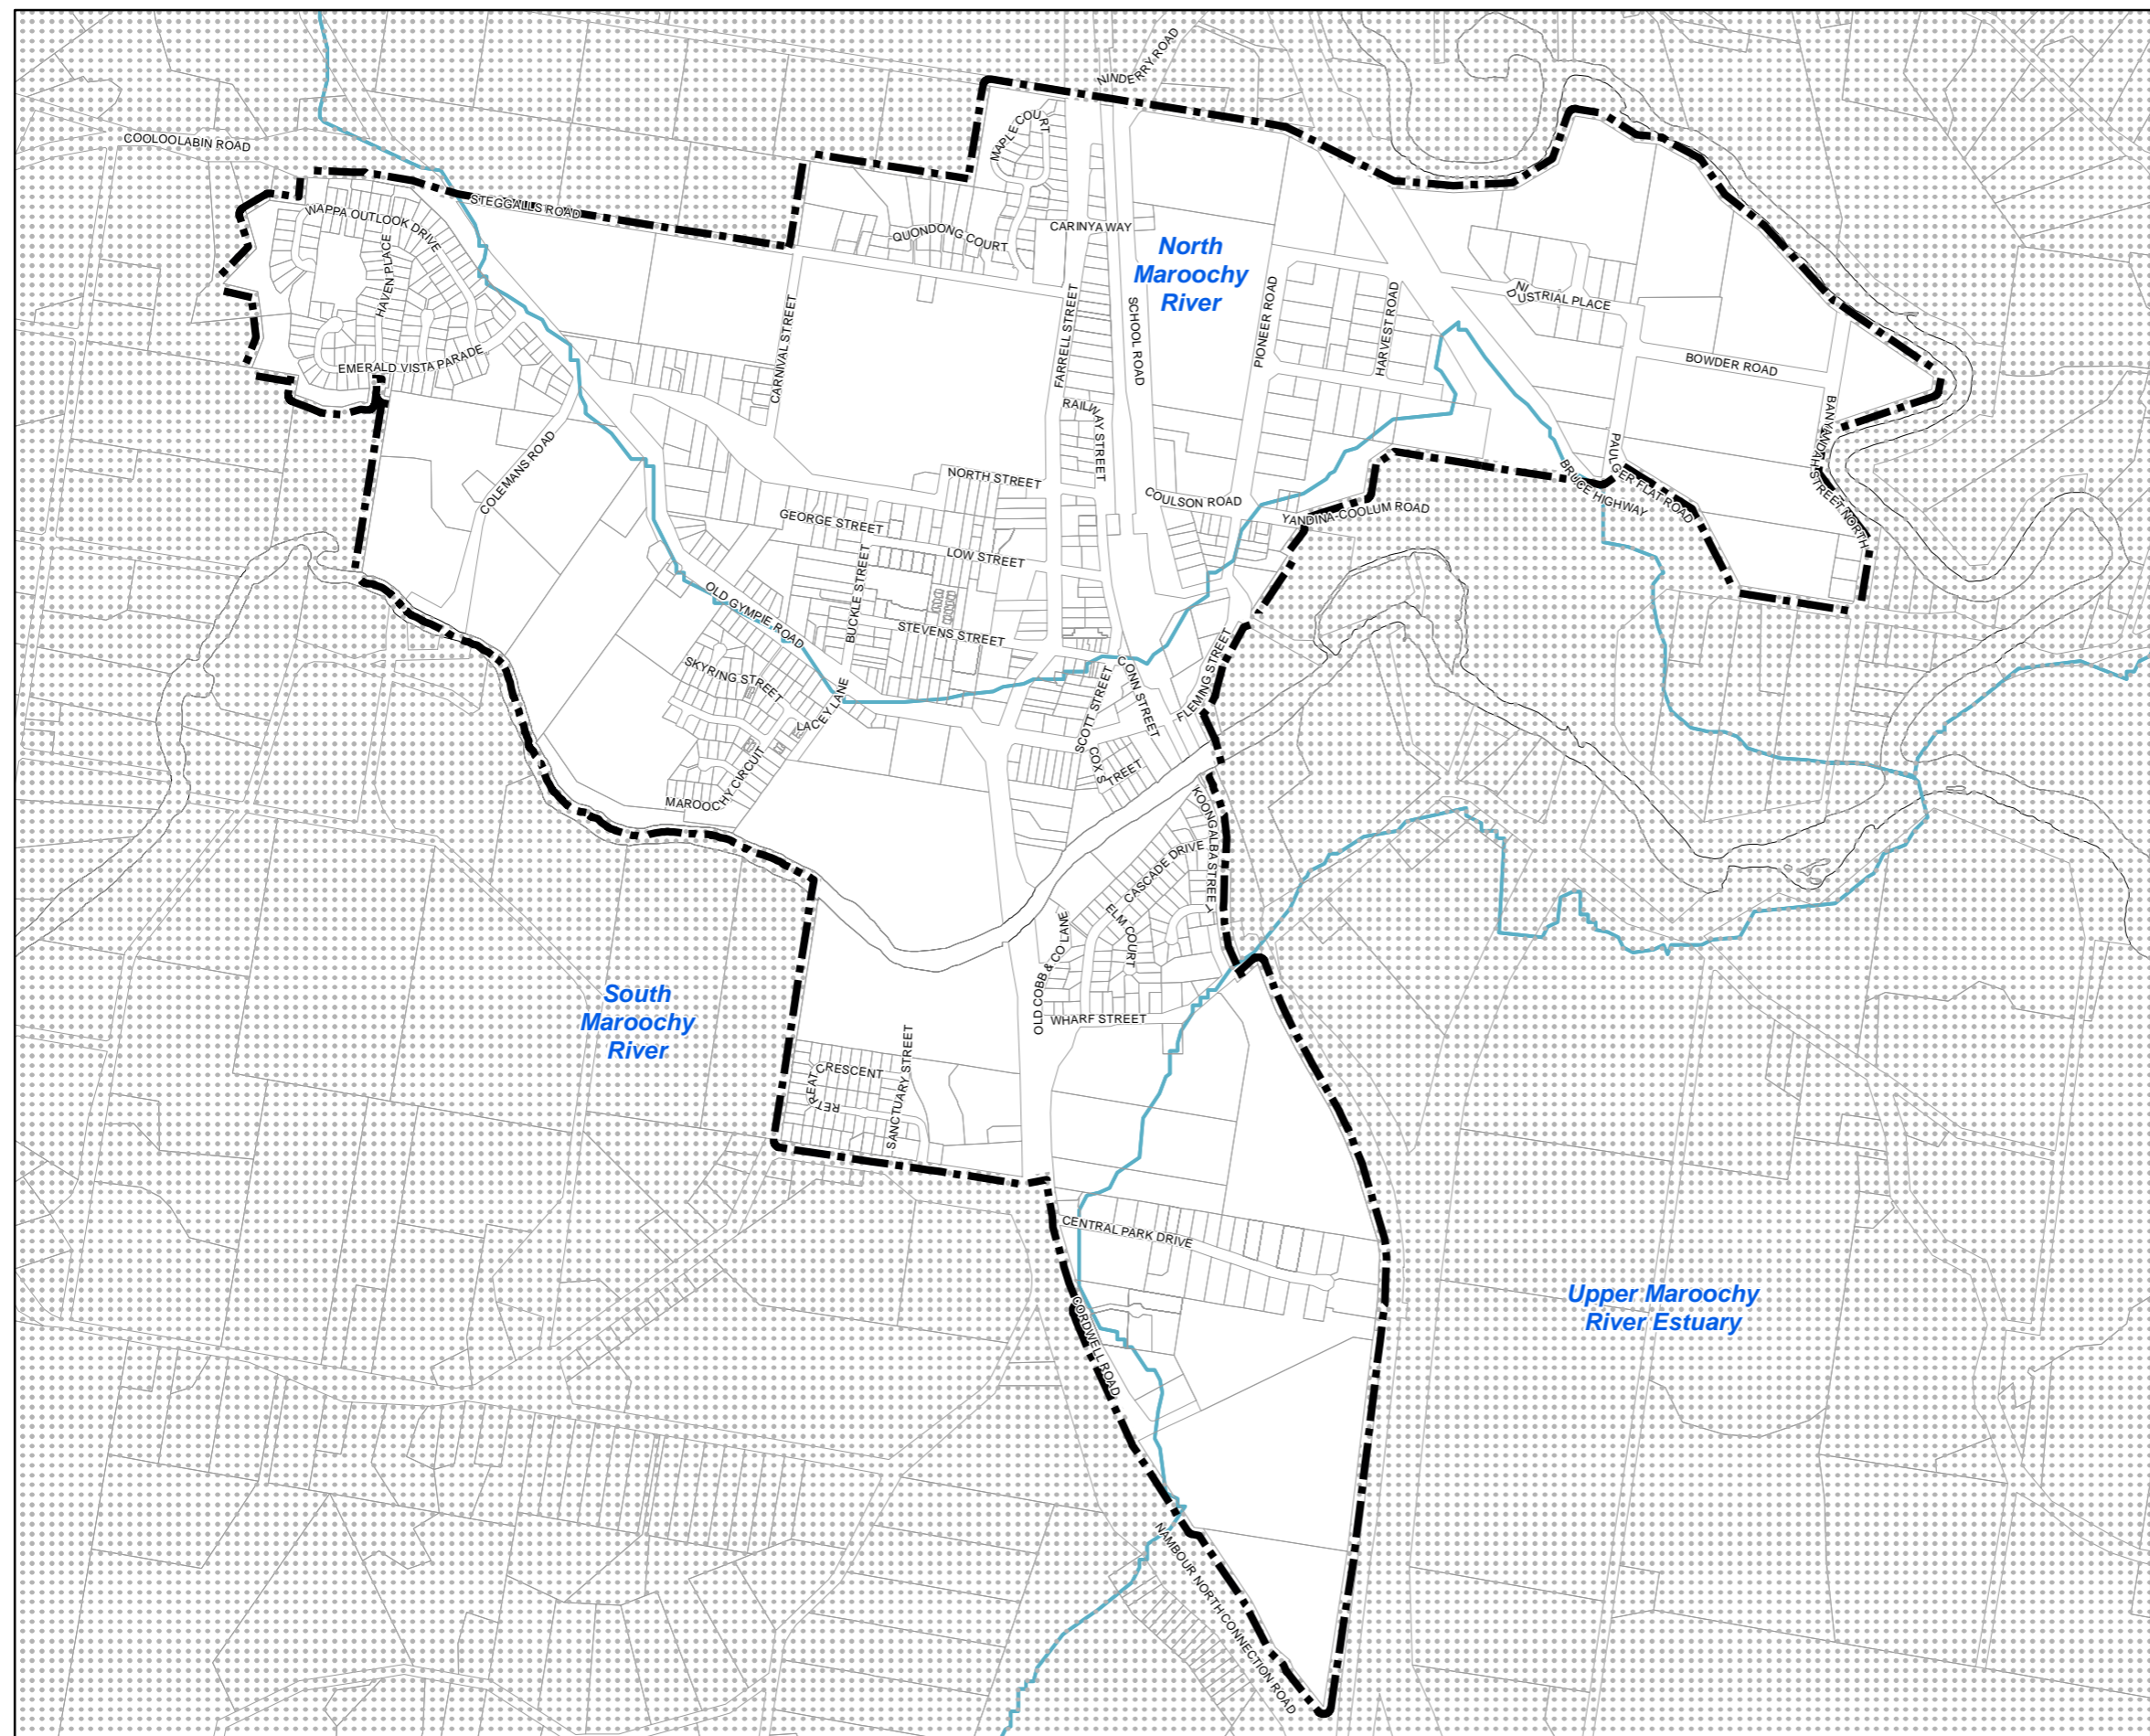 NINDERRY ROAD
COOLOOLABIN ROAD
MAPLE COURT
STEGGALLS ROAD
WAPPA OUTLOOK DRIVE
HAVEN PLACE
QUONDONG COURT
CARINYA WAY
North
Maroochy
River
INDUSTRIAL PLACE
PIONEER ROAD
HARVEST ROAD
CARNIVAL STREET
FARRELL STREET
SCHOOL ROAD
EMERALD VISTA PARADE
BOWDER ROAD
RAILWAY STREET
BANYANDAH STREET NORTH
COLEMANS ROAD
NORTH STREET
COULSON ROAD
YANDINA-COOLUM ROAD
BRUCE HIGHWAY
PAULGER FLAT ROAD
GEORGE STREET
LOW STREET
BUCKLE STREET
OLD GYMPIE ROAD
STEVENS STREET
SKYRING STREET
LACEY LANE
SCOTT STREET
CONN STREET
FLEMING STREET
COX STREET
MAROOCHY CIRCUIT
KOONGALBA STREET
CASCADE DRIVE
ELM COURT
OLD COBB & CO LANE
WHARF STREET
South
Maroochy
River
RETREAT CRESCENT
SANCTUARY STREET
CENTRAL PARK DRIVE
Upper Maroochy
River Estuary
CORDWELL ROAD
NAMBOUR NORTH CONNECTION ROAD